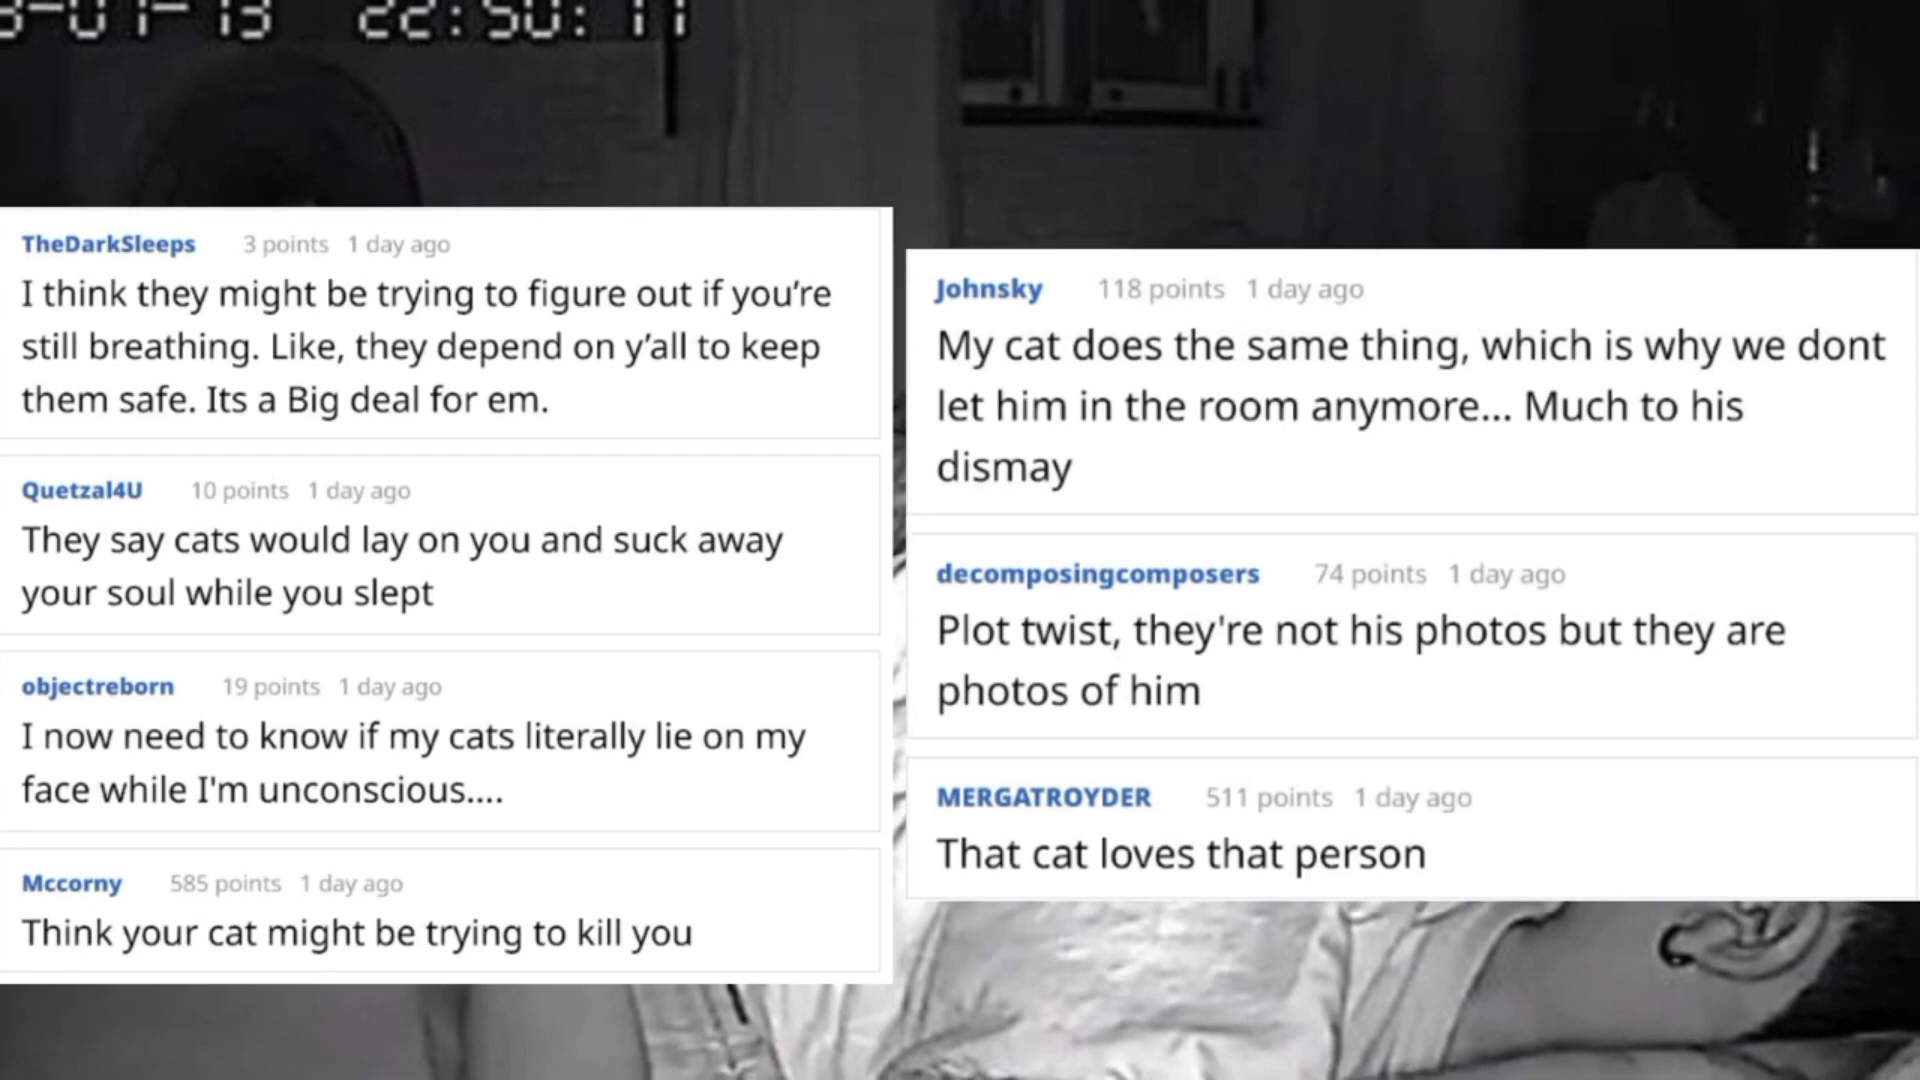 22:50:11
TheDarkSleeps 3 points 1 day ago
I think they might be trying to figure out if you’re
still breathing. Like, they depend on y’all to keep
them safe. Its a Big deal for em.
Quetzal4U 10 points 1 day ago
They say cats would lay on you and suck away
your soul while you slept
objectreborn 19 points 1 day ago
I now need to know if my cats literally lie on my
face while I'm unconscious....
Mccorny 585 points 1 day ago
Think your cat might be trying to kill you
Johnsky 118 points 1 day ago
My cat does the same thing, which is why we dont
let him in the room anymore... Much to his
dismay
decomposingcomposers 74 points 1 day ago
Plot twist, they're not his photos but they are
photos of him
MERGATROYDER 511 points 1 day ago
That cat loves that person